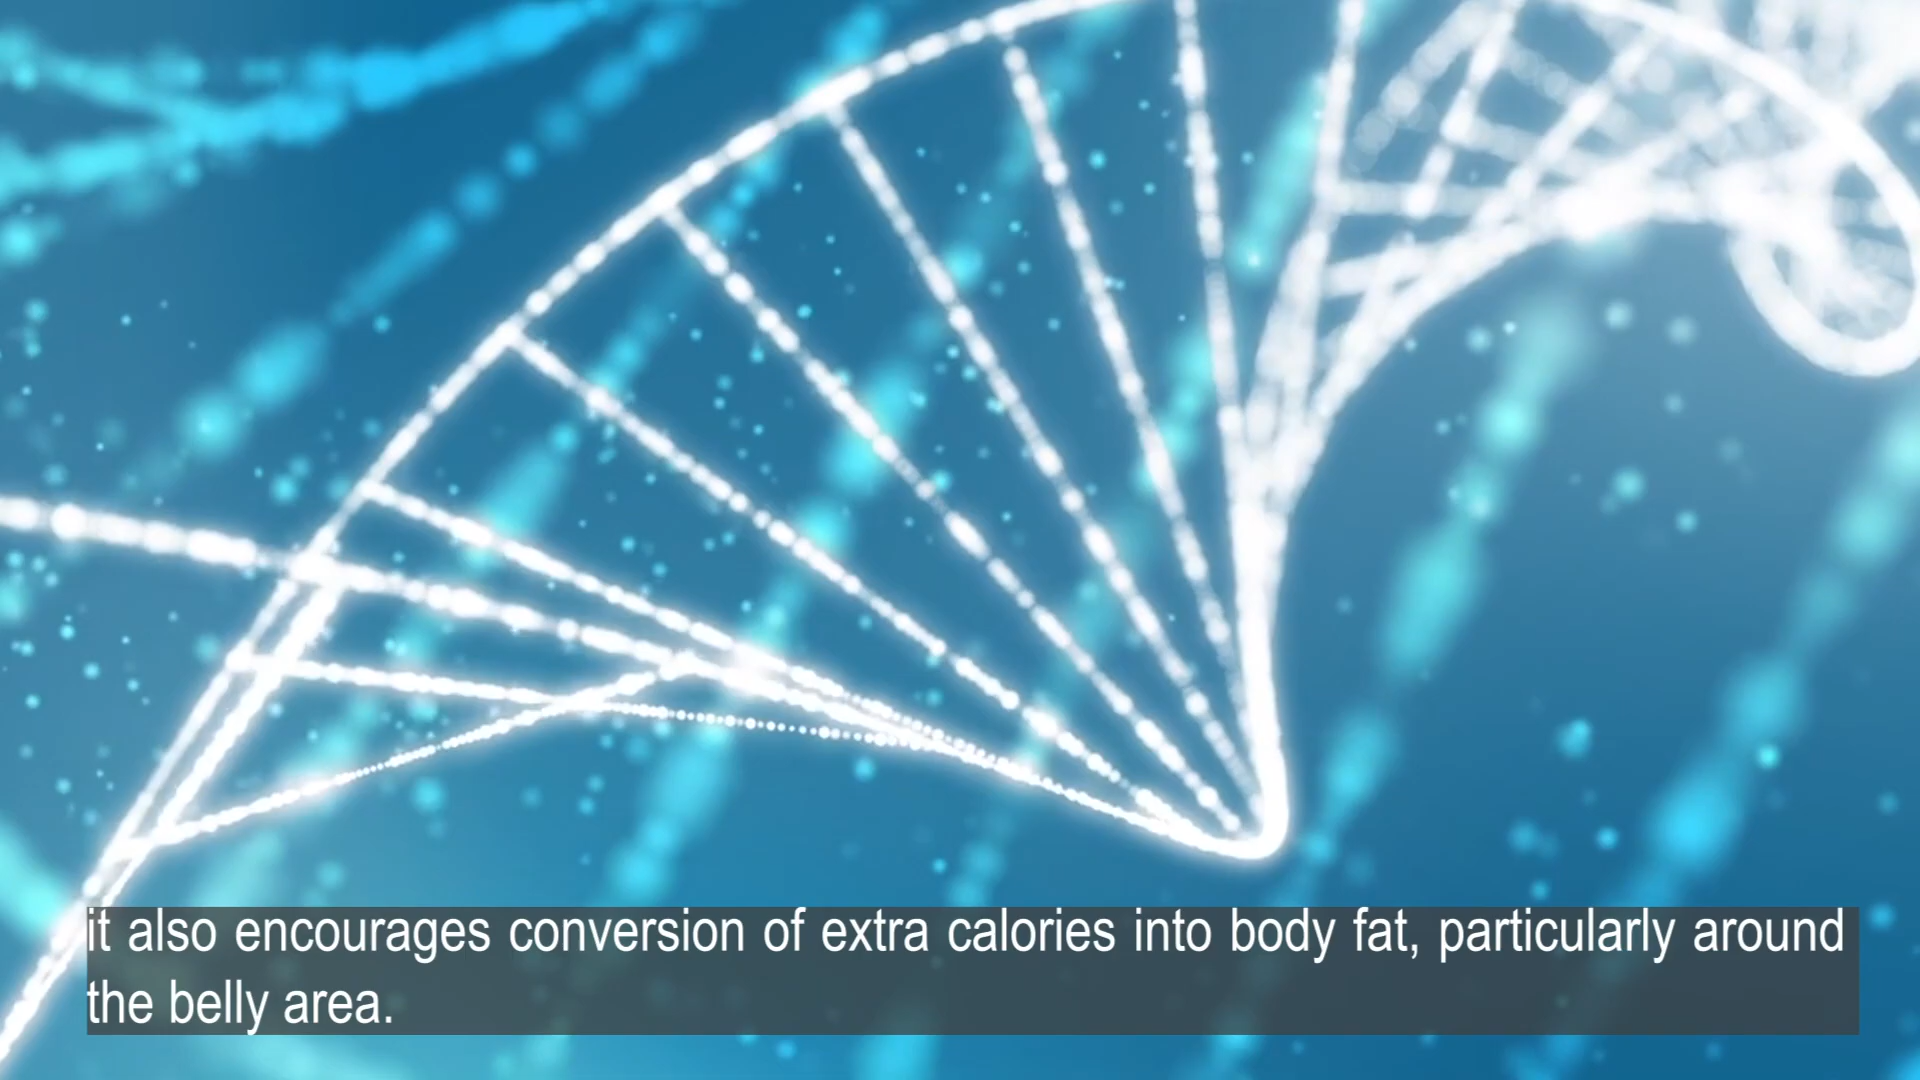 it also encourages conversion of extra calories into body fat, particularly around
the belly area.